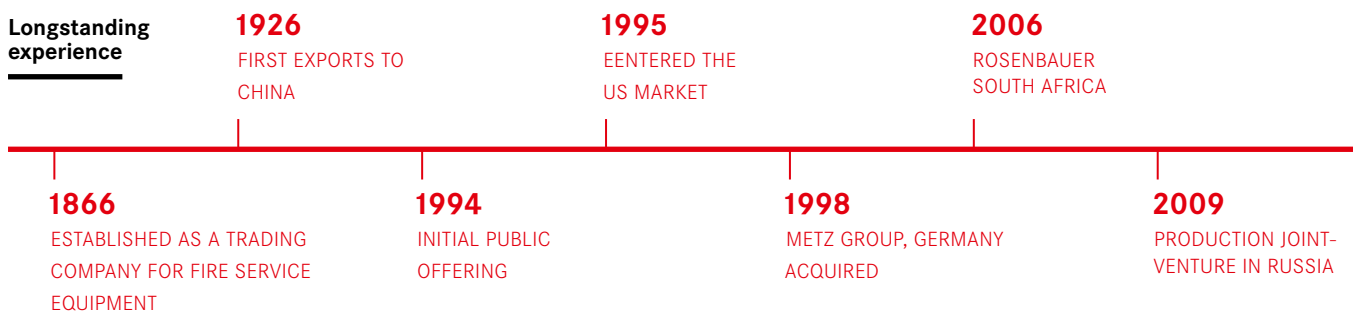 Longstanding
experience
1926
FIRST EXPORTS TO
CHINA
1995
EENTERED THE
US MARKET
2006
ROSENBAUER
SOUTH AFRICA
1866
ESTABLISHED AS A TRADING
COMPANY FOR FIRE SERVICE
EQUIPMENT
1994
INITIAL PUBLIC
OFFERING
1998
METZ GROUP, GERMANY
ACQUIRED
2009
PRODUCTION JOINT-
VENTURE IN RUSSIA